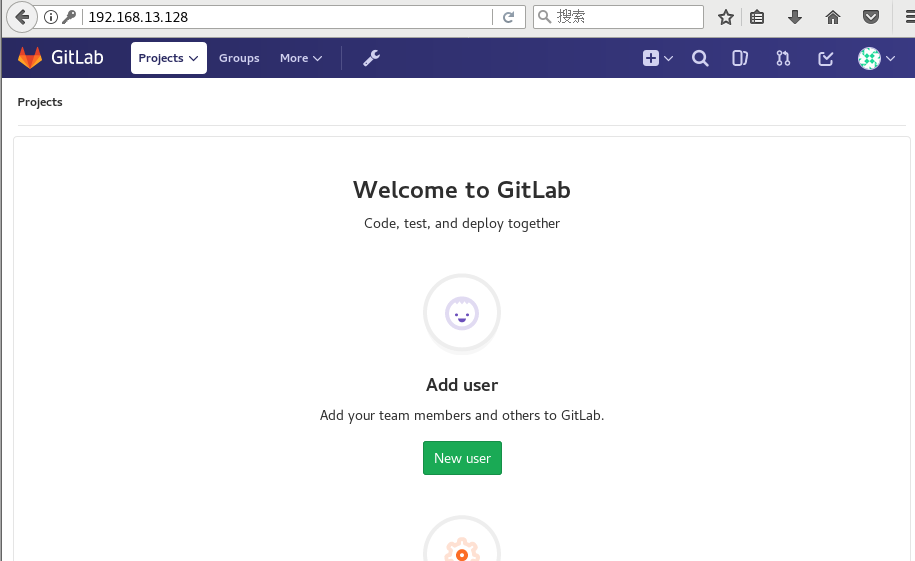 192.168.13.128
搜索
GitLab
Projects
Groups
More
Projects
Welcome to GitLab
Code, test, and deploy together
Add user
Add your team members and others to GitLab.
New user